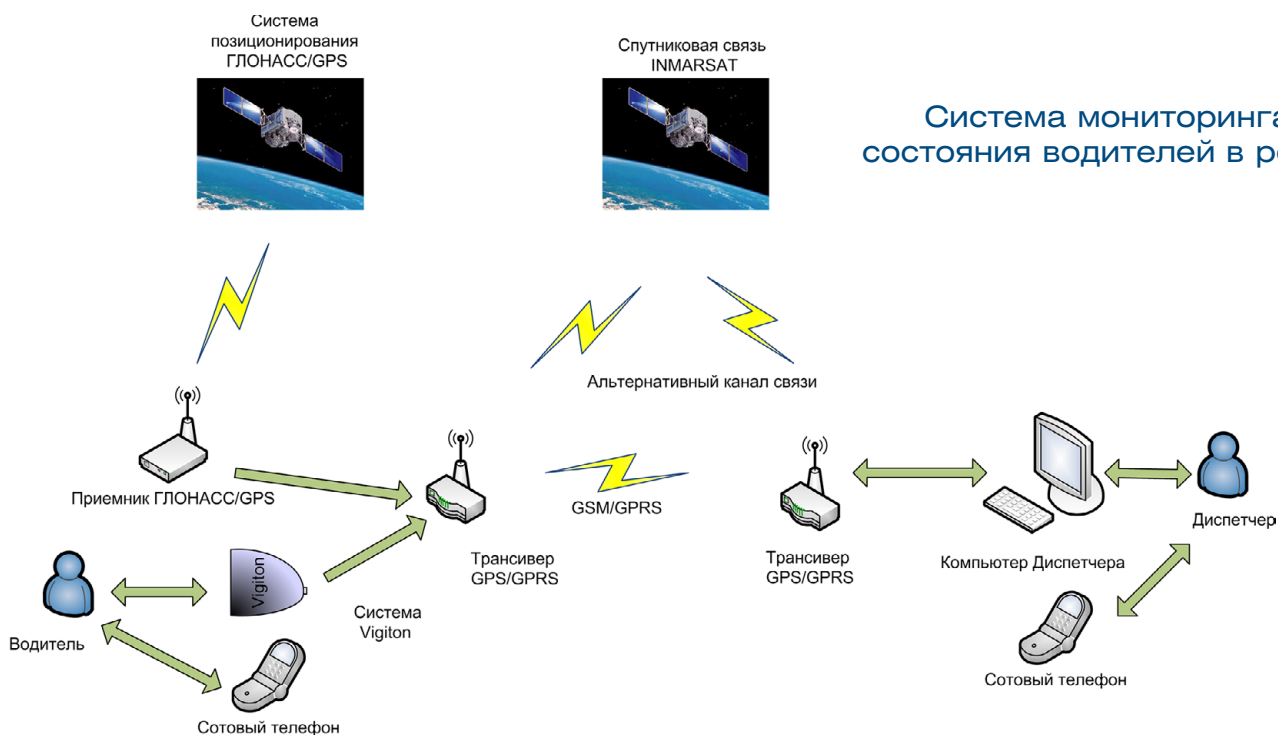 Система
позиционирования
ГЛОНАСС/GPS
Спутниковая связь
INMARSAT
Система мониторинга
состояния водителей в ре
Альтернативный канал связи
Приемник ГЛОНАСС/GPS
GSM/GPRS
Диспетчер
Трансивер
GPS/GPRS
Трансивер
GPS/GPRS
Компьютер Диспетчера
Vigiton
Система
Vigiton
Водитель
Сотовый телефон
Сотовый телефон